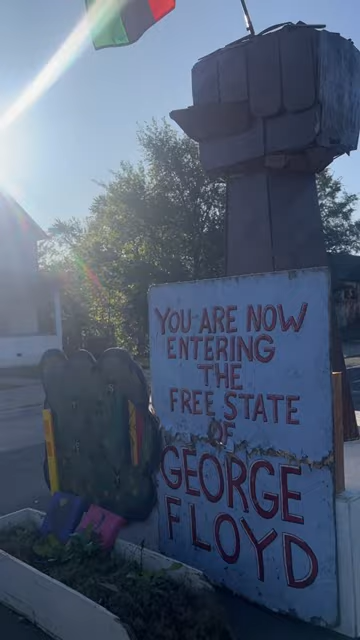 YOU ARE NOW
ENTERING
THE
FREE STATE
OF
GEORGE
FLOYD